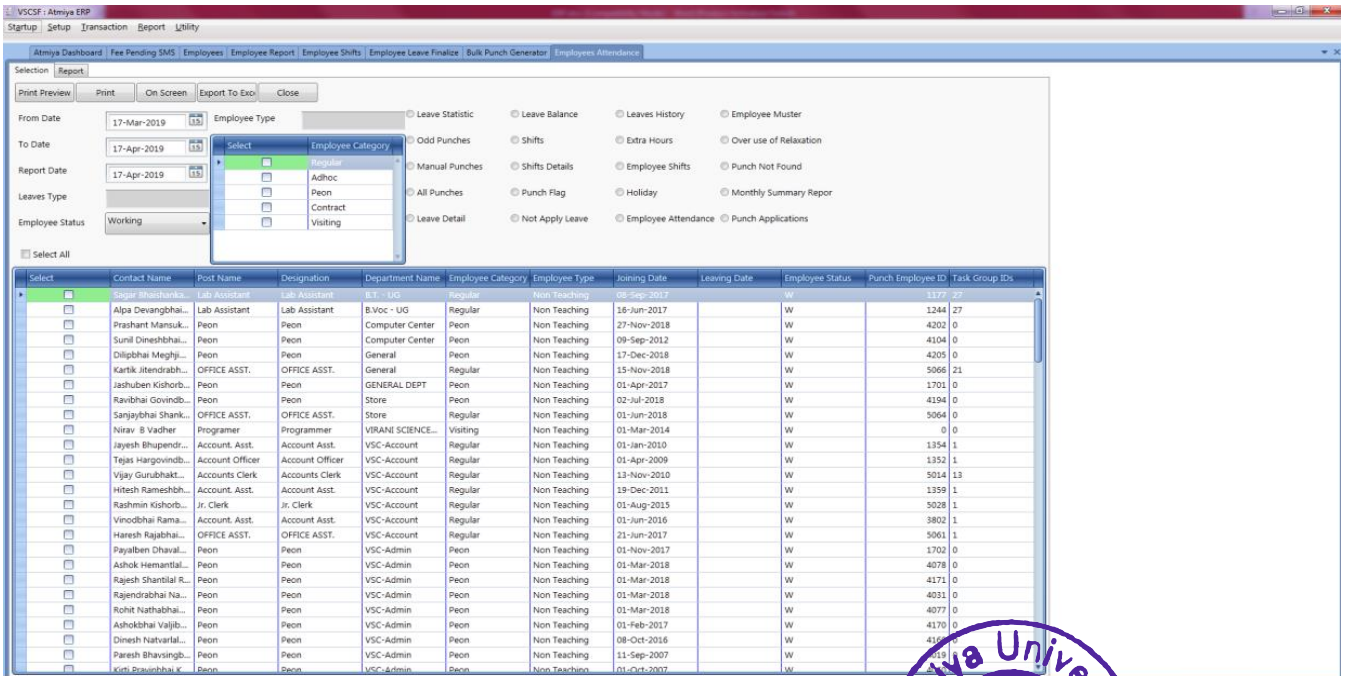 VSCSF : Atmiya ERP
Startup Setup Transaction Report Utility
Atmiya Dashboard Fee Pending SMS Employees Employee Report Employee Shifts Employee Leave Finalize Bulk Punch Generator Employees Attendance
Selection Report
Print Preview Print On Screen Export To Exc Close
From Date 17-Mar-2019 15 Employee Type Leave Statistic Leave Balance Leaves History Employee Muster
To Date 17-Apr-2019 15 Select Employee Category Odd Punches Shifts Extra Hours Over use of Relaxation
Regular
Report Date 17-Apr-2019 15 Adhoc Manual Punches Shifts Details Employee Shifts Punch Not Found
Peon
Leaves Type Contract All Punches Punch Flag Holiday Monthly Summary Repor
Employee Status Working Visiting Leave Detail Not Apply Leave Employee Attendance Punch Applications
Select All
Select Contact Name Post Name Designation Department Name Employee Category Employee Type Joining Date Leaving Date Employee Status Punch Employee ID Task Group IDs
Sagar Bhaishanka... Lab Assistant Lab Assistant B.T. - UG Regular Non Teaching 08-Sep-2017 W 1177 27
Alpa Devangbhai... Lab Assistant Lab Assistant B.Voc - UG Regular Non Teaching 16-Jun-2017 W 1244 27
Prashant Mansuk... Peon Peon Computer Center Peon Non Teaching 27-Nov-2018 W 4202 0
Sunil Dineshbhai... Peon Peon Computer Center Peon Non Teaching 09-Sep-2012 W 4104 0
Dilipbhai Meghji... Peon Peon General Peon Non Teaching 17-Dec-2018 W 4205 0
Kartik Jitendrabh... OFFICE ASST. OFFICE ASST. General Regular Non Teaching 15-Nov-2018 W 5066 21
Jashuben Kishorb... Peon Peon GENERAL DEPT Peon Non Teaching 01-Apr-2017 W 1701 0
Ravibhai Govindb... Peon Peon Store Peon Non Teaching 02-Jul-2018 W 4194 0
Sanjaybhai Shank... OFFICE ASST. OFFICE ASST. Store Regular Non Teaching 01-Jun-2018 W 5064 0
Nirav B Vadher Programer Programmer VIRANI SCIENCE... Visiting Non Teaching 01-Mar-2014 W 0 0
Jayesh Bhupendr... Account. Asst. Account Asst. VSC-Account Regular Non Teaching 01-Jan-2010 W 1354 1
Tejas Hargovindb... Account Officer Account Officer VSC-Account Regular Non Teaching 01-Apr-2009 W 1352 1
Vijay Gurubhakt... Accounts Clerk Accounts Clerk VSC-Account Regular Non Teaching 13-Nov-2010 W 5014 13
Hitesh Rameshbh... Account. Asst. Account Asst. VSC-Account Regular Non Teaching 19-Dec-2011 W 1359 1
Rashmin Kishorb... Jr. Clerk Jr. Clerk VSC-Account Regular Non Teaching 01-Aug-2015 W 5028 1
Vinodbhai Rama... Account. Asst. Account Asst. VSC-Account Regular Non Teaching 01-Jun-2016 W 3802 1
Haresh Rajabhai... OFFICE ASST. OFFICE ASST. VSC-Account Regular Non Teaching 21-Jun-2017 W 5061 1
Payalben Dhaval... Peon Peon VSC-Admin Peon Non Teaching 01-Nov-2017 W 1702 0
Ashok Hemantlal... Peon Peon VSC-Admin Peon Non Teaching 01-Mar-2018 W 4078 0
Rajesh Shantilal R... Peon Peon VSC-Admin Peon Non Teaching 01-Mar-2018 W 4171 0
Rajendrabhai Na... Peon Peon VSC-Admin Peon Non Teaching 01-Mar-2018 W 4031 0
Rohit Nathabhai... Peon Peon VSC-Admin Peon Non Teaching 01-Mar-2018 W 4077 0
Ashokbhai Valjib... Peon Peon VSC-Admin Peon Non Teaching 01-Feb-2017 W 4170 0
Dinesh Natvarlal... Peon Peon VSC-Admin Peon Non Teaching 08-Oct-2016 W
Paresh Bhavsingb... Peon Peon VSC-Admin Peon Non Teaching 11-Sep-2007 W
Kirti Pravinbhai K... Peon Peon VSC-Admin Peon Non Teaching 01-Oct-2007 W